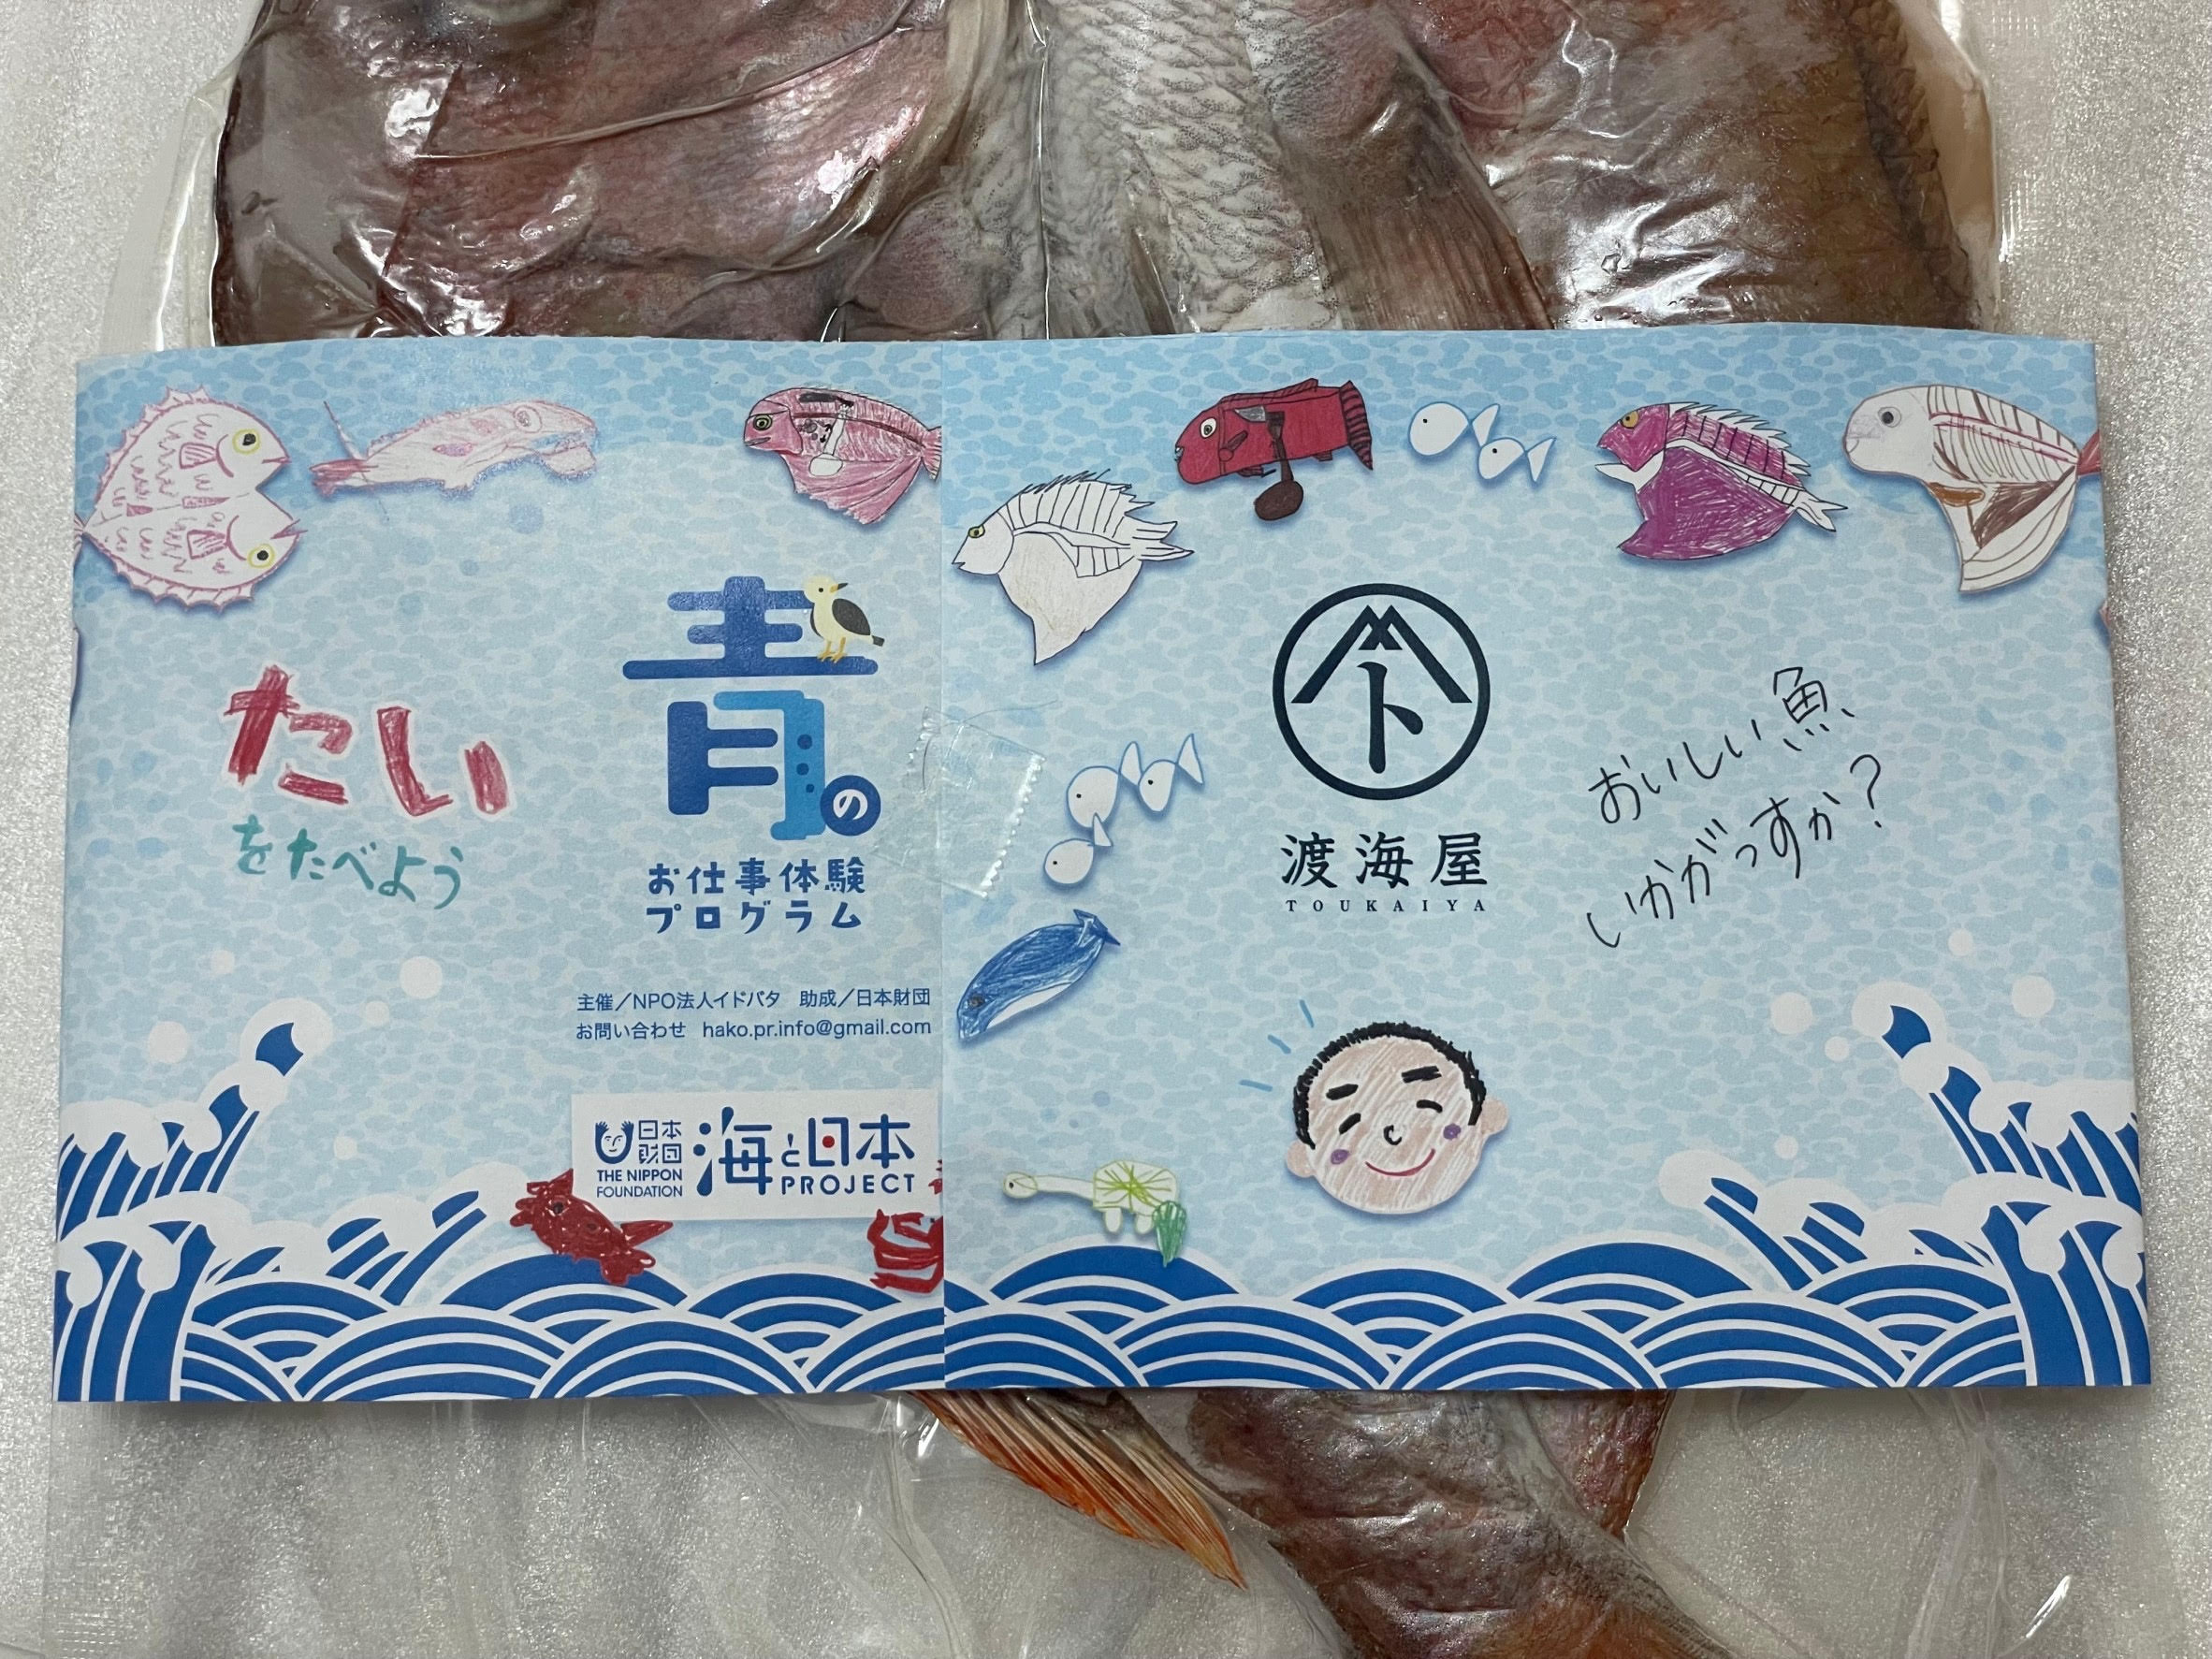 たい
をたべよう
青の
お仕事体験
プログラム
主催／NPO法人イドバタ　助成／日本財団
お問い合わせ　hako.pr.info@gmail.com
日本
財団
THE NIPPON
FOUNDATION
海と日本
PROJECT
ト
渡海屋
TOUKAIYA
おいしい魚、
いかがっすか？